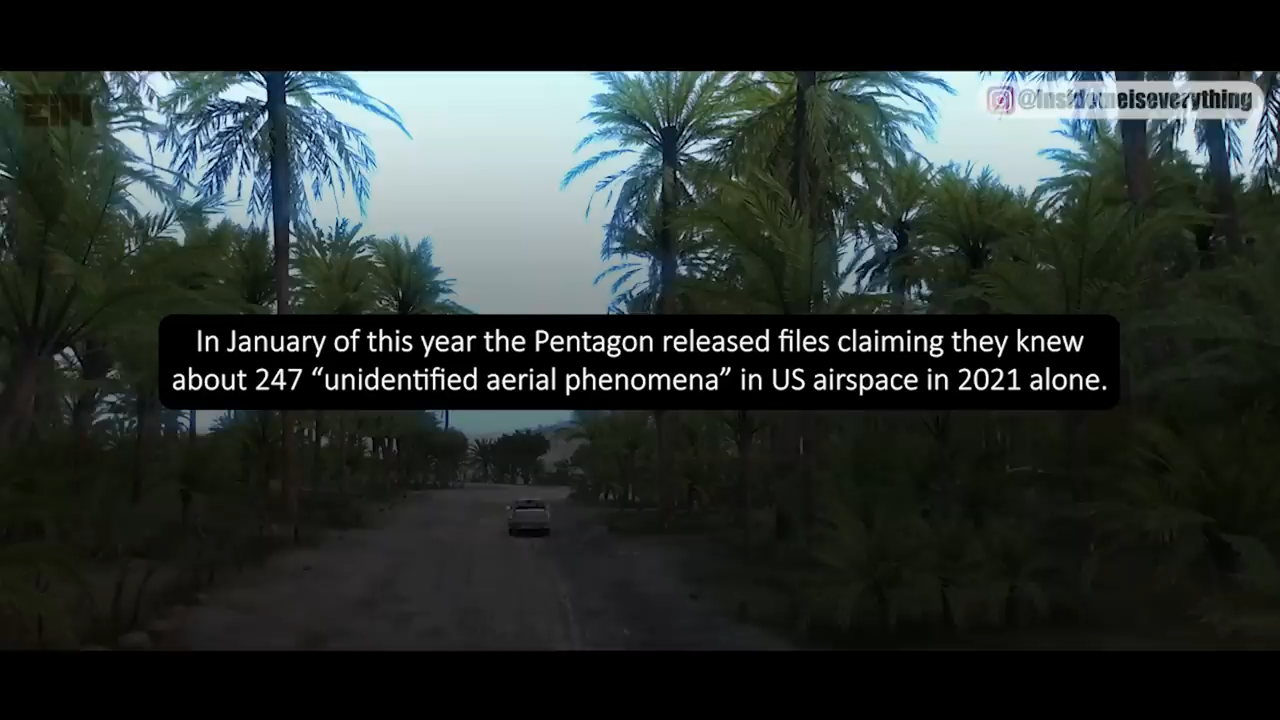 @insidemeiseverything
In January of this year the Pentagon released files claiming they knew
about 247 “unidentified aerial phenomena” in US airspace in 2021 alone.